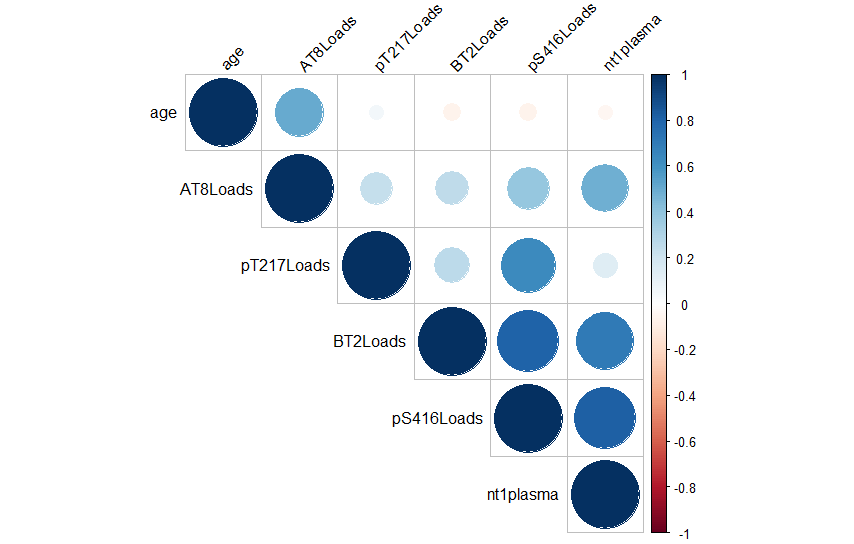 age
AT8Loads
pT217Loads
BT2Loads
pS416Loads
nt1plasma
age
AT8Loads
pT217Loads
BT2Loads
pS416Loads
nt1plasma
1
0.8
0.6
0.4
0.2
0
-0.2
-0.4
-0.6
-0.8
-1